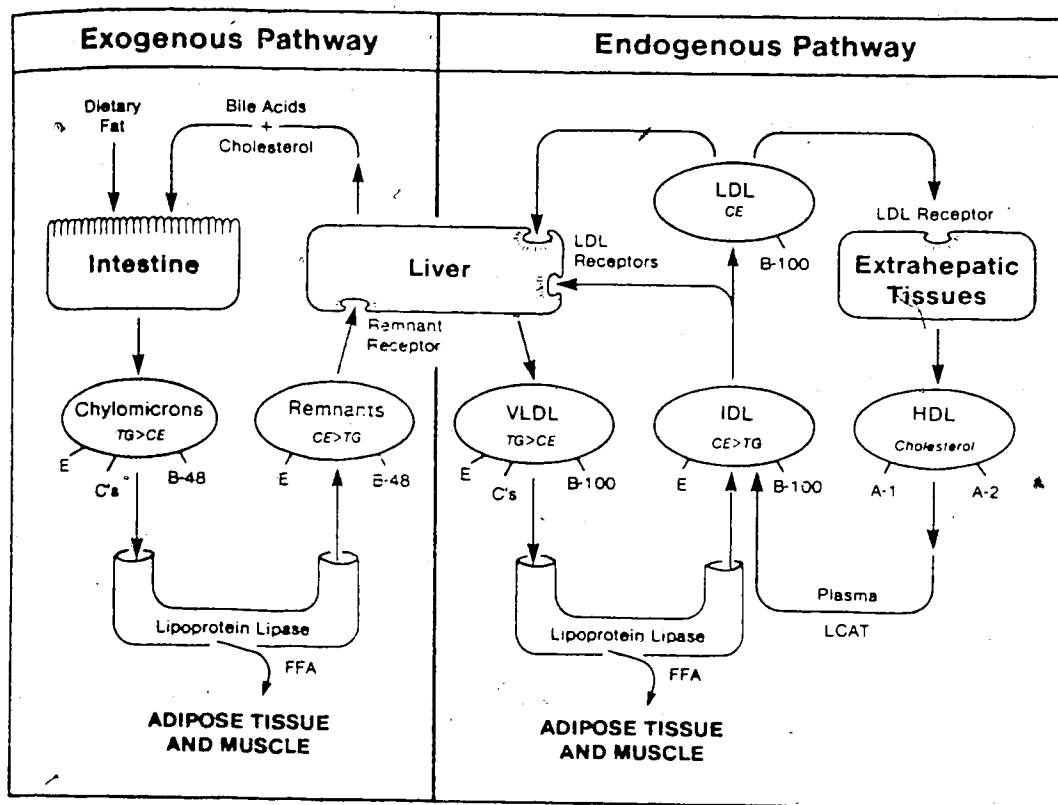 Exogenous Pathway
Endogenous Pathway
Dietary
Fat
Bile Acids
+
Cholesterol
Intestine
Liver
Remnant
Receptor
LDL
Receptors
LDL
CE
B-100
LDL Receptor
Extrahepatic
Tissues
Chylomicrons
TG>CE
E
C's
B-48
Remnants
CE>TG
E
B-48
VLDL
TG>CE
E
C's
B-100
IDL
CE>TG
E
B-100
HDL
Cholesterol
A-1
A-2
Lipoprotein Lipase
FFA
ADIPOSE TISSUE
AND MUSCLE
Lipoprotein Lipase
FFA
ADIPOSE TISSUE
AND MUSCLE
Plasma
LCAT